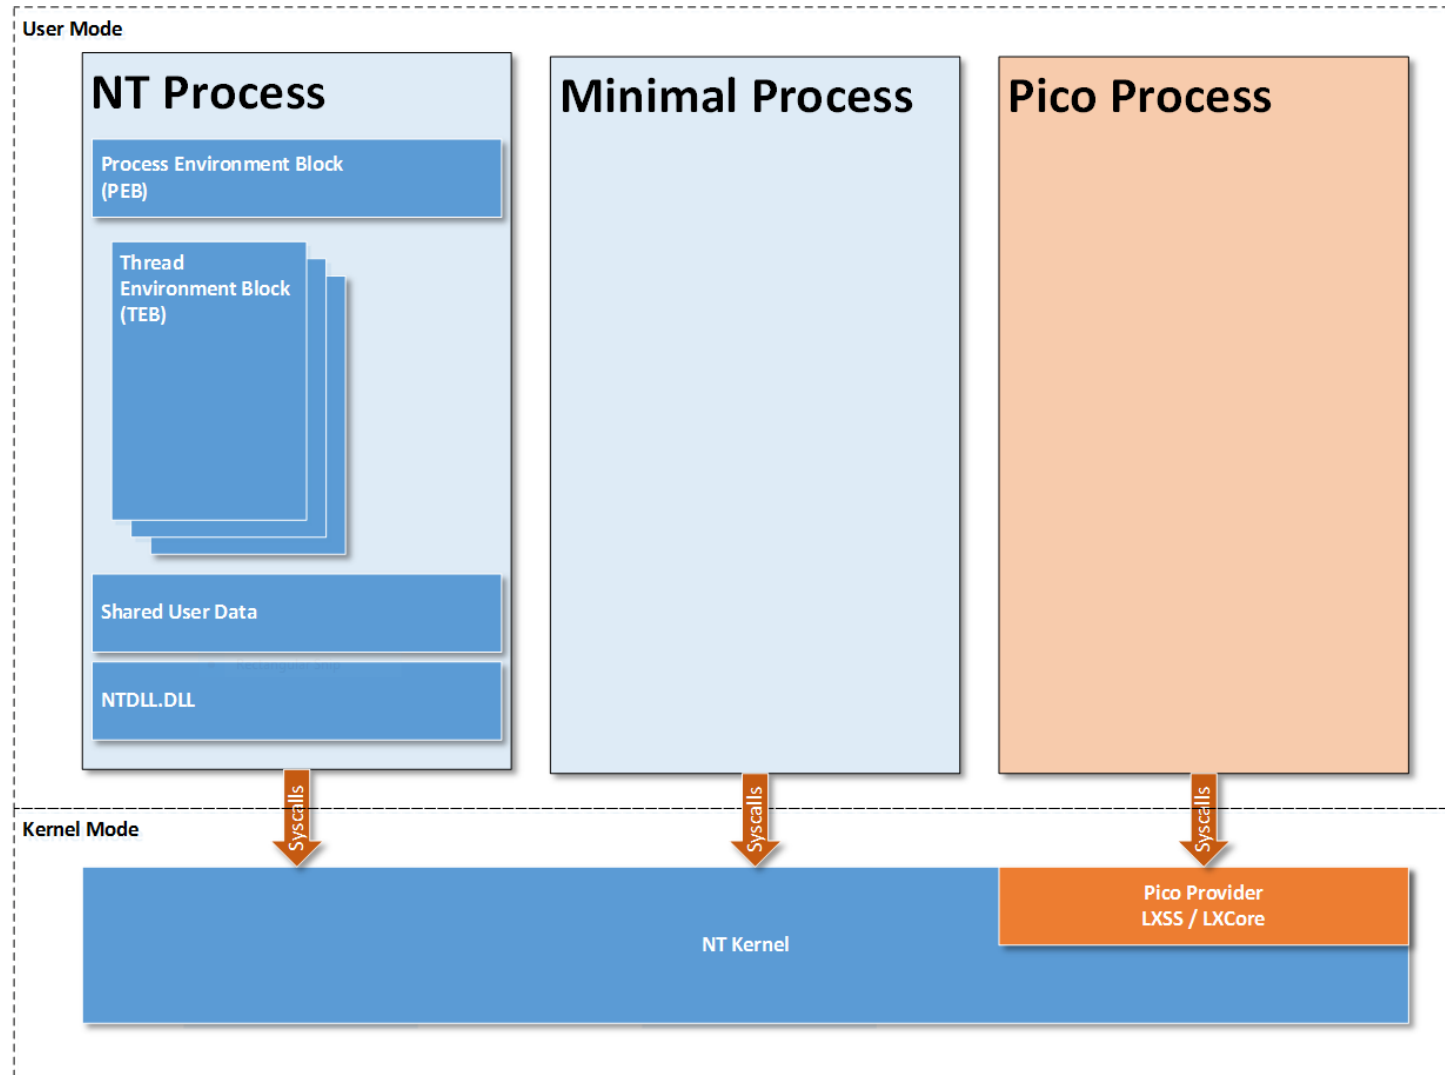 User Mode
NT Process
Process Environment Block
(PEB)
Thread
Environment Block
(TEB)
Shared User Data
NTDLL.DLL
Minimal Process
Pico Process
Syscalls
Syscalls
Syscalls
Kernel Mode
Pico Provider
LXSS / LXCore
NT Kernel